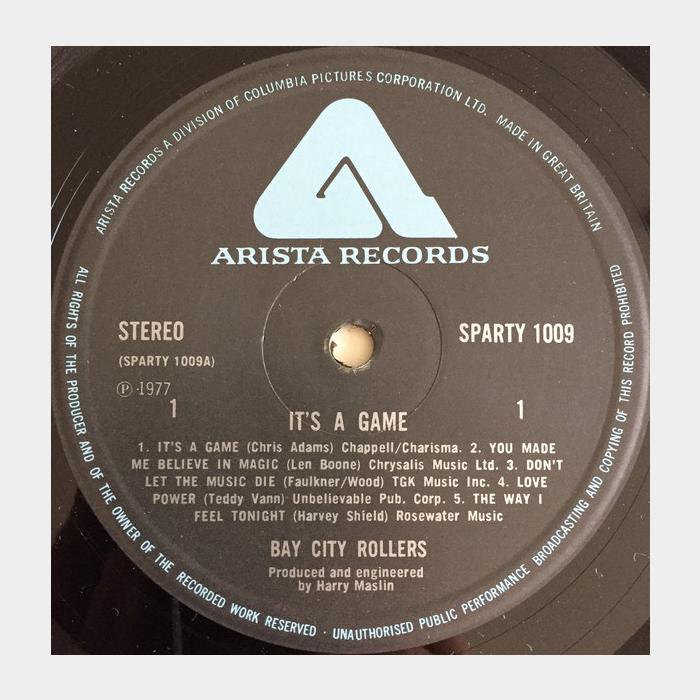 ARISTA RECORDS A DIVISION OF COLUMBIA PICTURES CORPORATION LTD. MADE IN GREAT BRITAIN
ARISTA RECORDS
STEREO
SPARTY 1009
(SPARTY 1009A)
Ⓟ 1977
1
1
IT'S A GAME
1. IT'S A GAME (Chris Adams) Chappell/Charisma. 2. YOU MADE
ME BELIEVE IN MAGIC (Len Boone) Chrysalis Music Ltd. 3. DON'T
LET THE MUSIC DIE (Faulkner/Wood) TGK Music Inc. 4. LOVE
POWER (Teddy Vann) Unbelievable Pub. Corp. 5. THE WAY I
FEEL TONIGHT (Harvey Shield) Rosewater Music
BAY CITY ROLLERS
Produced and engineered
by Harry Maslin
ALL RIGHTS OF THE PRODUCER AND OF THE OWNER OF THE RECORDED WORK RESERVED · UNAUTHORISED PUBLIC PERFORMANCE BROADCASTING AND COPYING OF THIS RECORD PROHIBITED